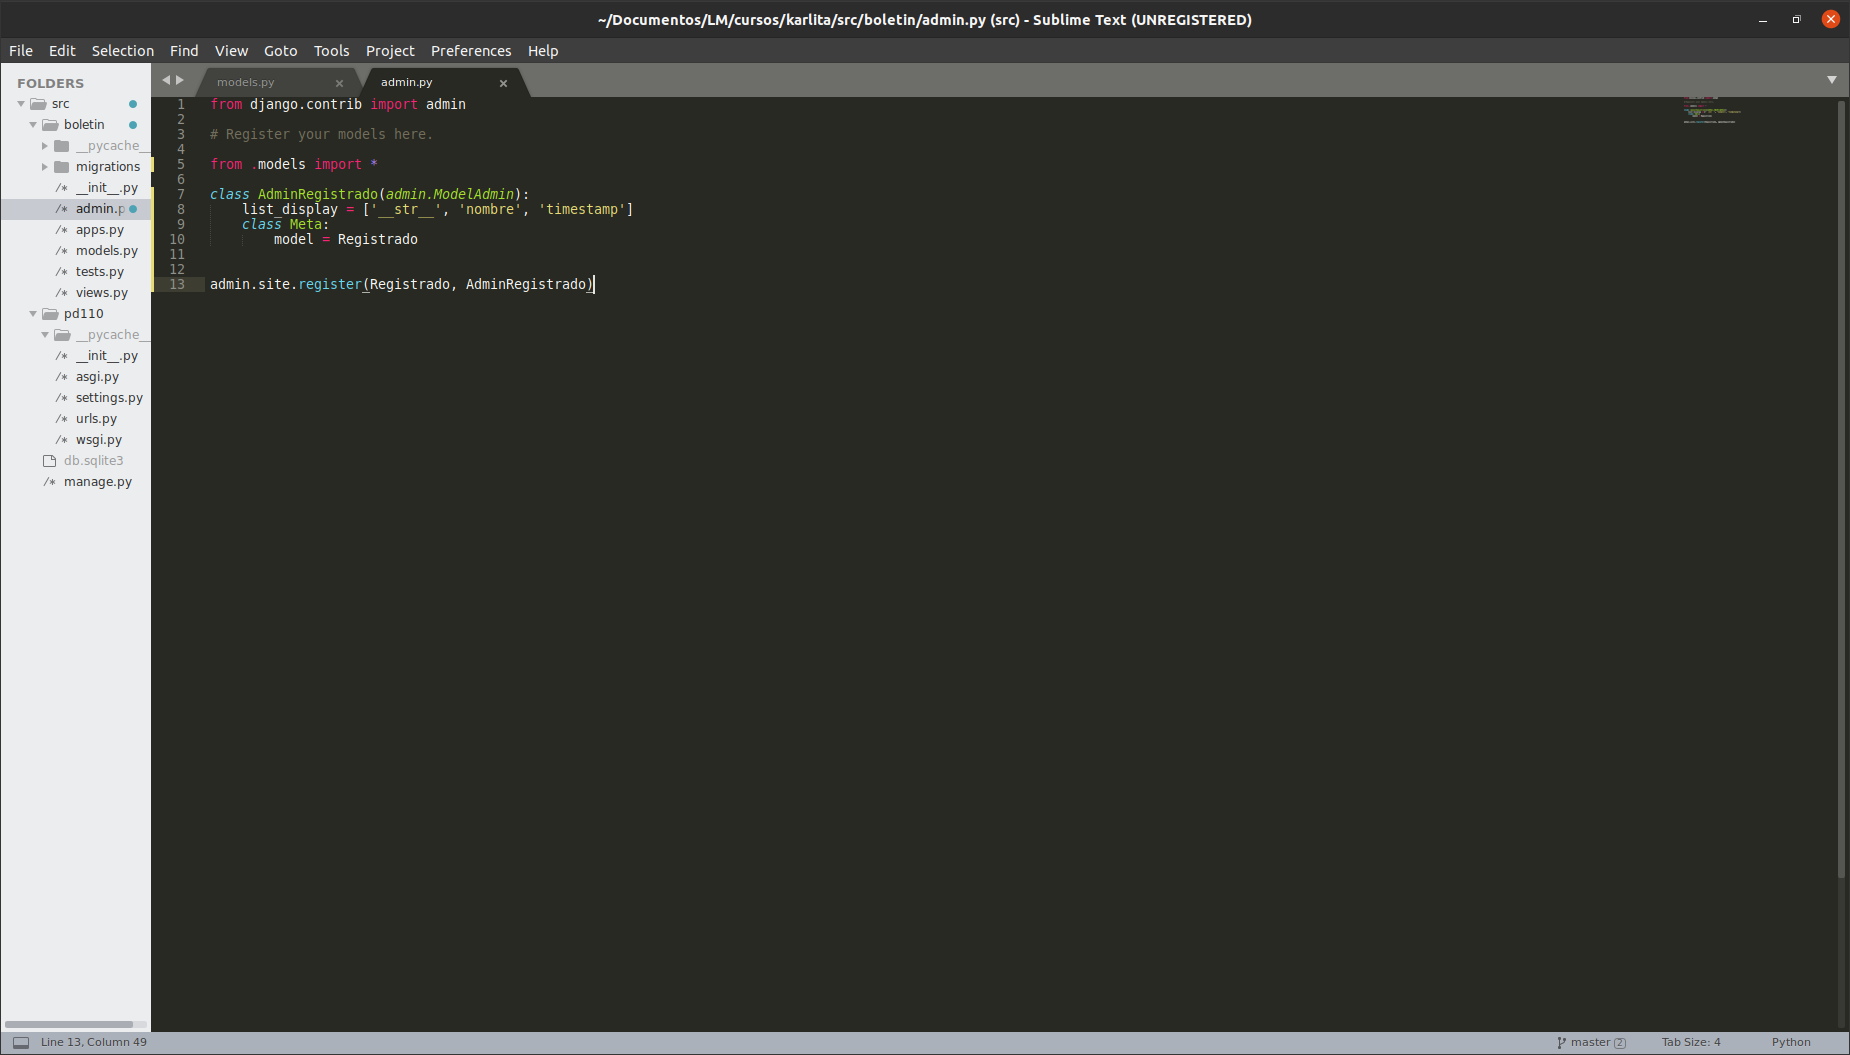 ~/Documentos/LM/cursos/karlita/src/boletin/admin.py (src) - Sublime Text (UNREGISTERED)
File Edit Selection Find View Goto Tools Project Preferences Help
FOLDERS
src
boletin
__pycache__
migrations
__init__.py
admin.p
apps.py
models.py
tests.py
views.py
pd110
__pycache__
__init__.py
asgi.py
settings.py
urls.py
wsgi.py
db.sqlite3
manage.py
models.py × admin.py ×
1 from django.contrib import admin
2
3 # Register your models here.
4
5 from .models import *
6
7 class AdminRegistrado(admin.ModelAdmin):
8     list_display = ['__str__', 'nombre', 'timestamp']
9     class Meta:
10         model = Registrado
11
12
13 admin.site.register(Registrado, AdminRegistrado)
Line 13, Column 49
master 2 Tab Size: 4 Python